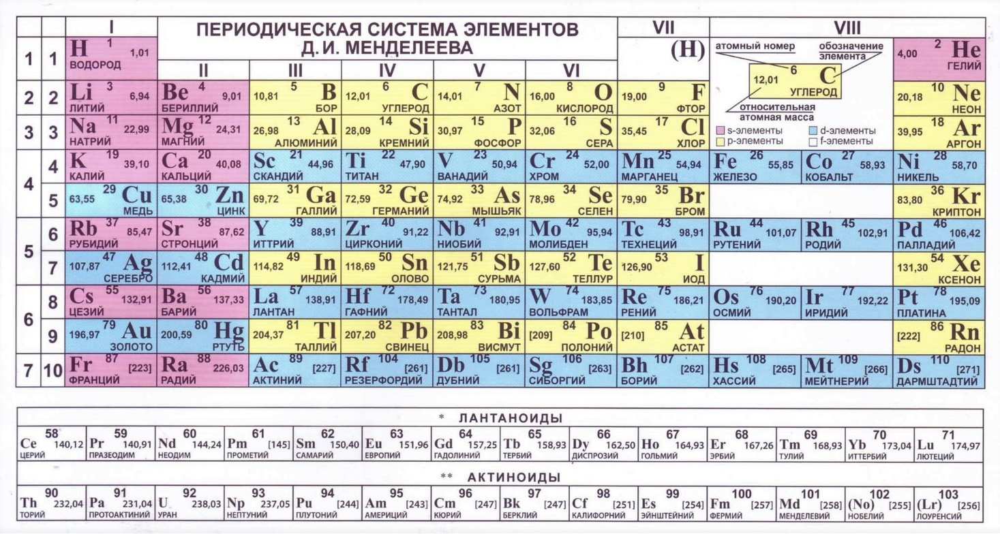 I ПЕРИОДИЧЕСКАЯ СИСТЕМА ЭЛЕМЕНТОВ VII VIII
Д. И. МЕНДЕЛЕЕВА
II III IV V VI
1 1 H 1 1,01 ВОДОРОД (H) 2 He 4,00 ГЕЛИЙ
атомный номер
обозначение элемента
12,01 6 C УГЛЕРОД
относительная атомная масса
s-элементы d-элементы
p-элементы f-элементы
2 2 Li 3 6,94 Be 4 9,01 10,81 5 B 12,01 6 C 14,01 7 N 16,00 8 O 19,00 9 F 20,18 10 Ne
ЛИТИЙ БЕРИЛЛИЙ БОР УГЛЕРОД АЗОТ КИСЛОРОД ФТОР НЕОН
3 3 Na 11 22,99 Mg 12 24,31 26,98 13 Al 28,09 14 Si 30,97 15 P 32,06 16 S 35,45 17 Cl 39,95 18 Ar
НАТРИЙ МАГНИЙ АЛЮМИНИЙ КРЕМНИЙ ФОСФОР СЕРА ХЛОР АРГОН
4 4 K 19 39,10 Ca 20 40,08 Sc 21 44,96 Ti 22 47,90 V 23 50,94 Cr 24 52,00 Mn 25 54,94 Fe 26 55,85 Co 27 58,93 Ni 28 58,70
КАЛИЙ КАЛЬЦИЙ СКАНДИЙ ТИТАН ВАНАДИЙ ХРОМ МАРГАНЕЦ ЖЕЛЕЗО КОБАЛЬТ НИКЕЛЬ
5 63,55 29 Cu 65,38 30 Zn 69,72 31 Ga 72,59 32 Ge 74,92 33 As 78,96 34 Se 79,90 35 Br 83,80 36 Kr
МЕДЬ ЦИНК ГАЛЛИЙ ГЕРМАНИЙ МЫШЬЯК СЕЛЕН БРОМ КРИПТОН
5 6 Rb 37 85,47 Sr 38 87,62 Y 39 88,91 Zr 40 91,22 Nb 41 92,91 Mo 42 95,94 Tc 43 98,91 Ru 44 101,07 Rh 45 102,91 Pd 46 106,42
РУБИДИЙ СТРОНЦИЙ ИТТРИЙ ЦИРКОНИЙ НИОБИЙ МОЛИБДЕН ТЕХНЕЦИЙ РУТЕНИЙ РОДИЙ ПАЛЛАДИЙ
7 107,87 47 Ag 112,41 48 Cd 114,82 49 In 118,69 50 Sn 121,75 51 Sb 127,60 52 Te 126,90 53 I 131,30 54 Xe
СЕРЕБРО КАДМИЙ ИНДИЙ ОЛОВО СУРЬМА ТЕЛЛУР ИОД КСЕНОН
6 8 Cs 55 132,91 Ba 56 137,33 La 57 138,91 Hf 72 178,49 Ta 73 180,95 W 74 183,85 Re 75 186,21 Os 76 190,20 Ir 77 192,22 Pt 78 195,09
ЦЕЗИЙ БАРИЙ ЛАНТАН ГАФНИЙ ТАНТАЛ ВОЛЬФРАМ РЕНИЙ ОСМИЙ ИРИДИЙ ПЛАТИНА
9 196,97 79 Au 200,59 80 Hg 204,37 81 Tl 207,20 82 Pb 208,98 83 Bi [209] 84 Po [210] 85 At [222] 86 Rn
ЗОЛОТО РТУТЬ ТАЛЛИЙ СВИНЕЦ ВИСМУТ ПОЛОНИЙ АСТАТ РАДОН
7 10 Fr 87 [223] Ra 88 226,03 Ac 89 [227] Rf 104 [261] Db 105 [261] Sg 106 [263] Bh 107 [262] Hs 108 [265] Mt 109 [266] Ds 110 [271]
ФРАНЦИЙ РАДИЙ АКТИНИЙ РЕЗЕРФОРДИЙ ДУБНИЙ СИБОРГИЙ БОРИЙ ХАССИЙ МЕЙТНЕРИЙ ДАРМШТАДТИЙ
* ЛАНТАНОИДЫ
58 59 60 61 62 63 64 65 66 67 68 69 70 71
Ce 140,12 Pr 140,91 Nd 144,24 Pm [145] Sm 150,40 Eu 151,96 Gd 157,25 Tb 158,93 Dy 162,50 Ho 164,93 Er 167,26 Tm 168,93 Yb 173,04 Lu 174,97
ЦЕРИЙ ПРАЗЕОДИМ НЕОДИМ ПРОМЕТИЙ САМАРИЙ ЕВРОПИЙ ГАДОЛИНИЙ ТЕРБИЙ ДИСПРОЗИЙ ГОЛЬМИЙ ЭРБИЙ ТУЛИЙ ИТТЕРБИЙ ЛЮТЕЦИЙ
** АКТИНОИДЫ
90 91 92 93 94 95 96 97 98 99 100 101 102 103
Th 232,04 Pa 231,04 U 238,03 Np 237,05 Pu [244] Am [243] Cm [247] Bk [247] Cf [251] Es [254] Fm [257] Md [258] (No) [255] (Lr) [256]
ТОРИЙ ПРОТОАКТИНИЙ УРАН НЕПТУНИЙ ПЛУТОНИЙ АМЕРИЦИЙ КЮРИЙ БЕРКЛИЙ КАЛИФОРНИЙ ЭЙНШТЕЙНИЙ ФЕРМИЙ МЕНДЕЛЕВИЙ НОБЕЛИЙ ЛОУРЕНСИЙ